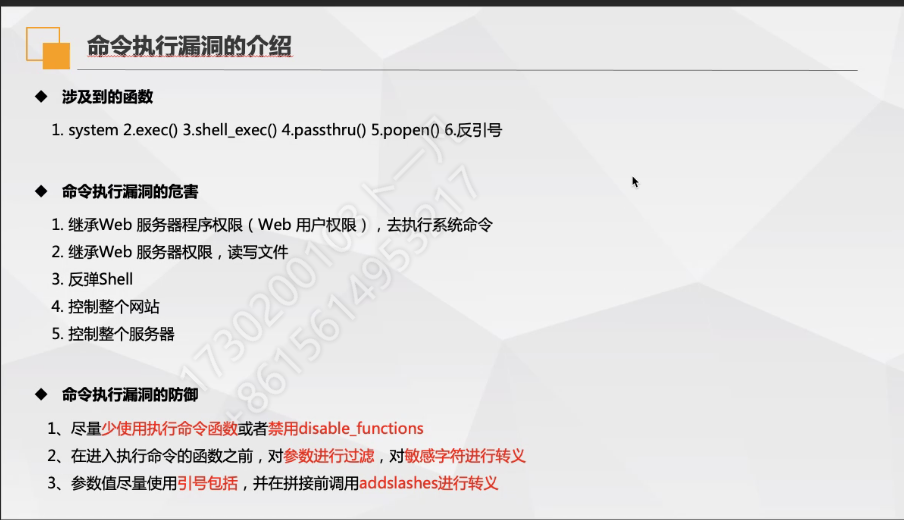 命令执行漏洞的介绍
◆ 涉及到的函数
1. system 2.exec() 3.shell_exec() 4.passthru() 5.popen() 6.反引号
◆ 命令执行漏洞的危害
1. 继承Web 服务器程序权限（Web 用户权限），去执行系统命令
2. 继承Web 服务器权限，读写文件
3. 反弹Shell
4. 控制整个网站
5. 控制整个服务器
◆ 命令执行漏洞的防御
1、尽量少使用执行命令函数或者禁用disable_functions
2、在进入执行命令的函数之前，对参数进行过滤，对敏感字符进行转义
3、参数值尽量使用引号包括，并在拼接前调用addslashes进行转义